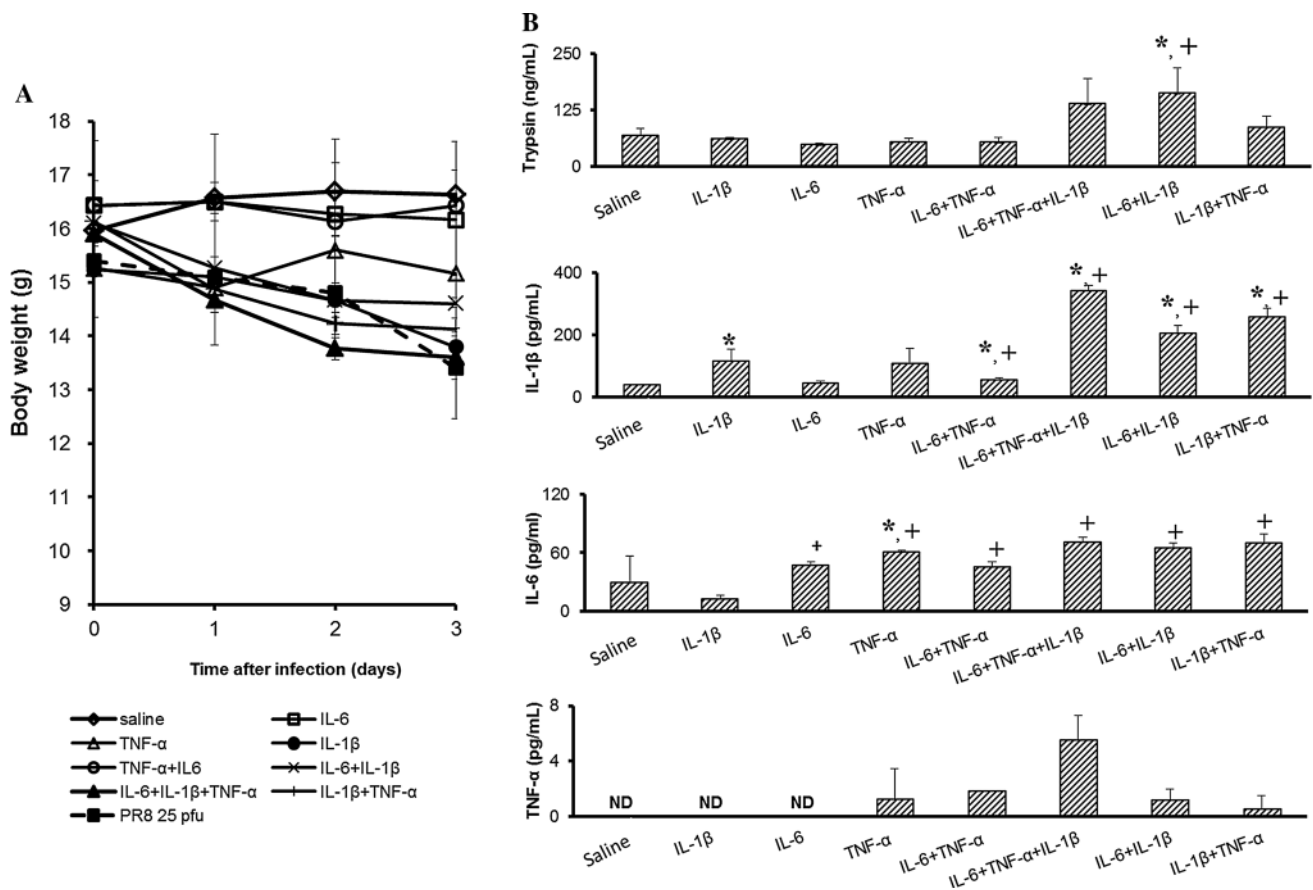 A
18
17
16
15
14
13
12
11
10
9
Body weight (g)
0 1 2 3
Time after infection (days)
saline IL-6
TNF-α IL-1β
TNF-α+IL6 IL-6+IL-1β
IL-6+IL-1β+TNF-α IL-1β+TNF-α
PR8 25 pfu
B
Trypsin (ng/mL)
250
125
0
*, +
Saline IL-1β IL-6 TNF-α IL-6+TNF-α IL-6+TNF-α+IL-1β IL-6+IL-1β IL-1β+TNF-α
IL-1β (pg/mL)
400
200
0
* *, + *, + *, + *, +
Saline IL-1β IL-6 TNF-α IL-6+TNF-α IL-6+TNF-α+IL-1β IL-6+IL-1β IL-1β+TNF-α
IL-6 (pg/ml)
120
60
0
+ *, + + + + +
Saline IL-1β IL-6 TNF-α IL-6+TNF-α IL-6+TNF-α+IL-1β IL-6+IL-1β IL-1β+TNF-α
TNF-α (pg/mL)
8
4
0
ND ND ND
Saline IL-1β IL-6 TNF-α IL-6+TNF-α IL-6+TNF-α+IL-1β IL-6+IL-1β IL-1β+TNF-α